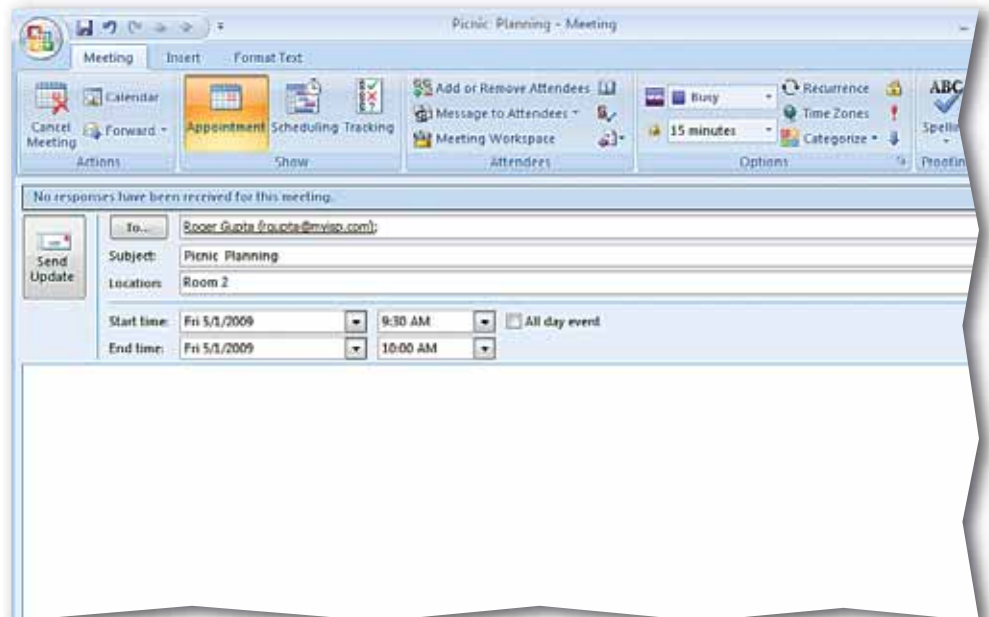 Picnic Planning - Meeting
Meeting Insert Format Text
Cancel Meeting
Calendar
Forward
Actions
Appointment Scheduling Tracking
Show
Add or Remove Attendees
Message to Attendees
Meeting Workspace
Attendees
Busy
15 minutes
Recurrence
Time Zones
Categorize
Options
ABC
No responses have been received for this meeting.
Send Update
To... Roger Gupta (rgupta@myisp.com);
Subject: Picnic Planning
Location: Room 2
Start time: Fri 5/1/2009 9:30 AM All day event
End time: Fri 5/1/2009 10:00 AM